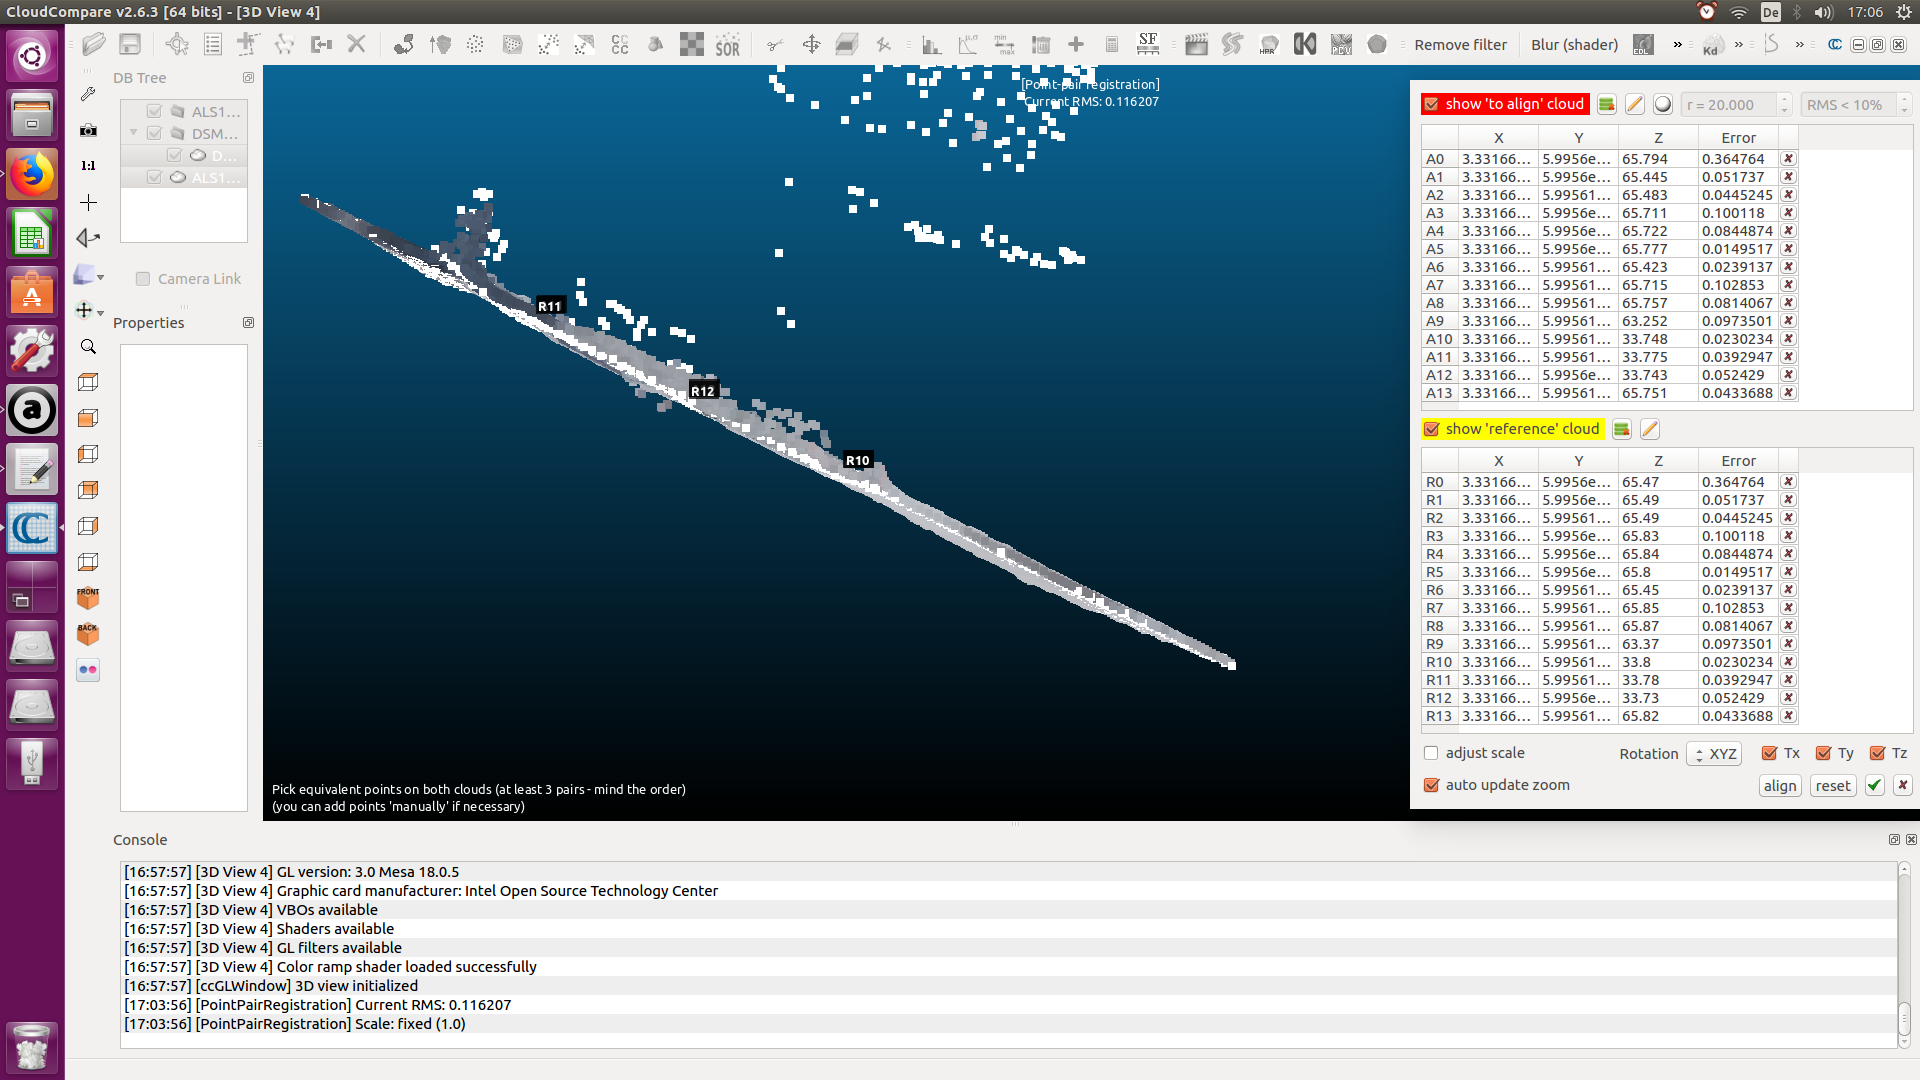 CloudCompare v2.6.3 [64 bits] - [3D View 4]
De
17:06
SOR
SF
HPR
PCV
Remove filter
Blur (shader)
EDL
»
Kd
»
»
DB Tree
ALS1...
DSM...
D...
ALS1...
Camera Link
Properties
1:1
FRONT
BACK
[Point-pair registration]
Current RMS: 0.116207
R11
R12
R10
Pick equivalent points on both clouds (at least 3 pairs - mind the order)
(you can add points 'manually' if necessary)
show 'to align' cloud
r = 20.000
RMS < 10%
X Y Z Error
A0 3.33166... 5.9956e... 65.794 0.364764
A1 3.33166... 5.9956e... 65.445 0.051737
A2 3.33166... 5.9956e... 65.483 0.0445245
A3 3.33166... 5.9956e... 65.711 0.100118
A4 3.33166... 5.9956e... 65.722 0.0844874
A5 3.33166... 5.9956e... 65.777 0.0149517
A6 3.33166... 5.99561... 65.423 0.0239137
A7 3.33166... 5.99561... 65.715 0.102853
A8 3.33166... 5.99561... 65.757 0.0814067
A9 3.33166... 5.99561... 63.252 0.0973501
A10 3.33166... 5.99561... 33.748 0.0230234
A11 3.33166... 5.99561... 33.775 0.0392947
A12 3.33166... 5.99561... 33.743 0.052429
A13 3.33166... 5.99561... 65.751 0.0433688
show 'reference' cloud
X Y Z Error
R0 3.33166... 5.9956e... 65.47 0.364764
R1 3.33166... 5.99561... 65.49 0.051737
R2 3.33166... 5.99561... 65.49 0.0445245
R3 3.33166... 5.9956e... 65.83 0.100118
R4 3.33166... 5.9956e... 65.84 0.0844874
R5 3.33166... 5.9956e... 65.8 0.0149517
R6 3.33166... 5.9956e... 65.45 0.0239137
R7 3.33166... 5.99561... 65.85 0.102853
R8 3.33166... 5.99561... 65.87 0.0814067
R9 3.33166... 5.99561... 63.37 0.0973501
R10 3.33166... 5.99561... 33.8 0.0230234
R11 3.33166... 5.99561... 33.78 0.0392947
R12 3.33166... 5.9956e... 33.73 0.052429
R13 3.33166... 5.99561... 65.82 0.0433688
adjust scale
Rotation XYZ Tx Ty Tz
auto update zoom
align reset
Console
[16:57:57] [3D View 4] GL version: 3.0 Mesa 18.0.5
[16:57:57] [3D View 4] Graphic card manufacturer: Intel Open Source Technology Center
[16:57:57] [3D View 4] VBOs available
[16:57:57] [3D View 4] Shaders available
[16:57:57] [3D View 4] GL filters available
[16:57:57] [3D View 4] Color ramp shader loaded successfully
[16:57:57] [ccGLWindow] 3D view initialized
[17:03:56] [PointPairRegistration] Current RMS: 0.116207
[17:03:56] [PointPairRegistration] Scale: fixed (1.0)